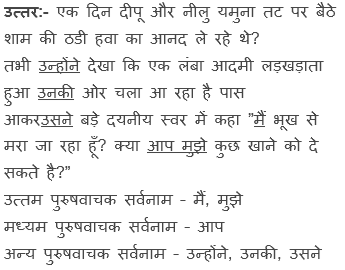 उत्तर:- एक दिन दीपू और नीलु यमुना तट पर बैठे
शाम की ठडी हवा का आनद ले रहे थे?
तभी उन्होंने देखा कि एक लंबा आदमी लड़खड़ाता
हुआ उनकी ओर चला आ रहा है पास
आकरउसने बड़े दयनीय स्वर में कहा "मैं भूख से
मरा जा रहा हूँ? क्या आप मुझे कुछ खाने को दे
सकते है?"
उत्तम पुरुषवाचक सर्वनाम - मैं, मुझे
मध्यम पुरुषवाचक सर्वनाम - आप
अन्य पुरुषवाचक सर्वनाम - उन्होंने, उनकी, उसने